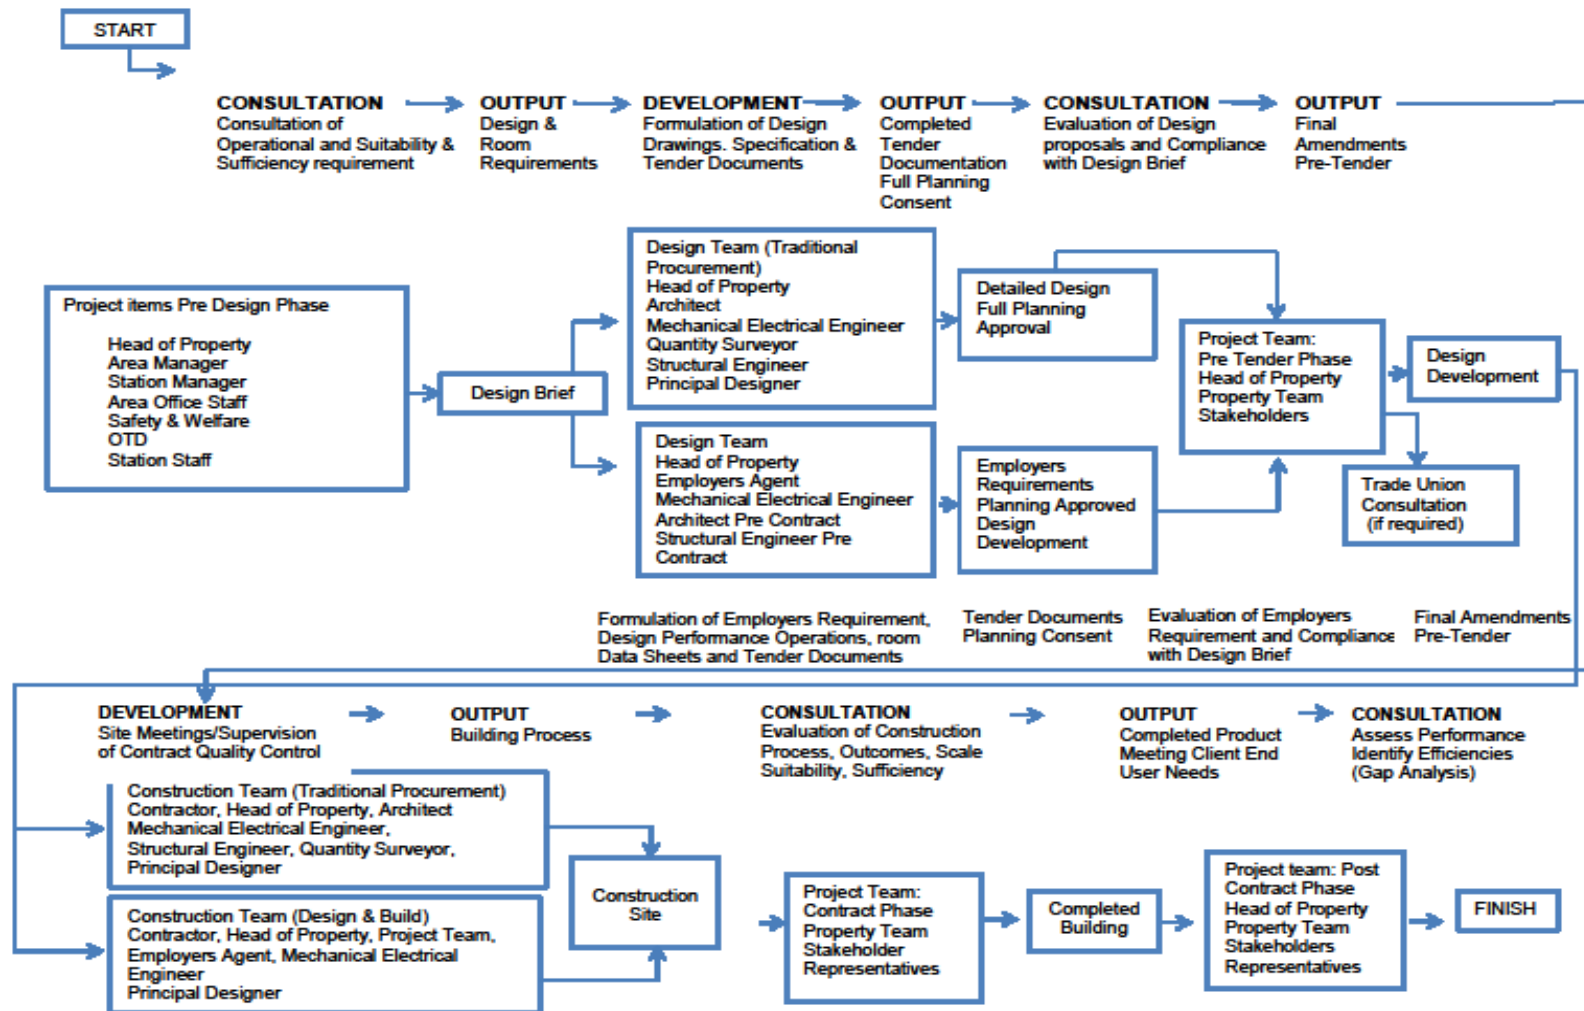 START
CONSULTATION
Consultation of
Operational and Suitability &
Sufficiency requirement
OUTPUT
Design &
Room
Requirements
DEVELOPMENT
Formulation of Design
Drawings. Specification &
Tender Documents
OUTPUT
Completed
Tender
Documentation
Full Planning
Consent
CONSULTATION
Evaluation of Design
proposals and Compliance
with Design Brief
OUTPUT
Final
Amendments
Pre-Tender
Project items Pre Design Phase
Head of Property
Area Manager
Station Manager
Area Office Staff
Safety & Welfare
OTD
Station Staff
Design Brief
Design Team (Traditional
Procurement)
Head of Property
Architect
Mechanical Electrical Engineer
Quantity Surveyor
Structural Engineer
Principal Designer
Detailed Design
Full Planning
Approval
Design Team
Head of Property
Employers Agent
Mechanical Electrical Engineer
Architect Pre Contract
Structural Engineer Pre
Contract
Employers
Requirements
Planning Approved
Design
Development
Project Team:
Pre Tender Phase
Head of Property
Property Team
Stakeholders
Design
Development
Trade Union
Consultation
(if required)
Formulation of Employers Requirement,
Design Performance Operations, room
Data Sheets and Tender Documents
Tender Documents
Planning Consent
Evaluation of Employers
Requirement and Compliance
with Design Brief
Final Amendments
Pre-Tender
DEVELOPMENT
Site Meetings/Supervision
of Contract Quality Control
OUTPUT
Building Process
CONSULTATION
Evaluation of Construction
Process, Outcomes, Scale
Suitability, Sufficiency
OUTPUT
Completed Product
Meeting Client End
User Needs
CONSULTATION
Assess Performance
Identify Efficiencies
(Gap Analysis)
Construction Team (Traditional Procurement)
Contractor, Head of Property, Architect
Mechanical Electrical Engineer,
Structural Engineer, Quantity Surveyor,
Principal Designer
Construction Team (Design & Build)
Contractor, Head of Property, Project Team,
Employers Agent, Mechanical Electrical
Engineer
Principal Designer
Construction
Site
Project Team:
Contract Phase
Property Team
Stakeholder
Representatives
Completed
Building
Project team: Post
Contract Phase
Head of Property
Property Team
Stakeholders
Representatives
FINISH